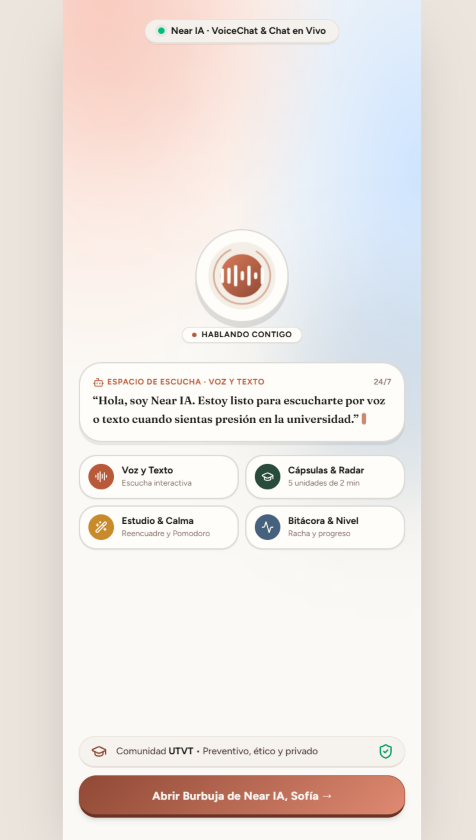 Near IA · VoiceChat & Chat en Vivo
HABLANDO CONTIGO
ESPACIO DE ESCUCHA · VOZ Y TEXTO
24/7
“Hola, soy Near IA. Estoy listo para escucharte por voz
o texto cuando sientas presión en la universidad.”
Voz y Texto
Escucha interactiva
Cápsulas & Radar
5 unidades de 2 min
Estudio & Calma
Reencuadre y Pomodoro
Bitácora & Nivel
Racha y progreso
Comunidad UTVT • Preventivo, ético y privado
Abrir Burbuja de Near IA, Sofía →